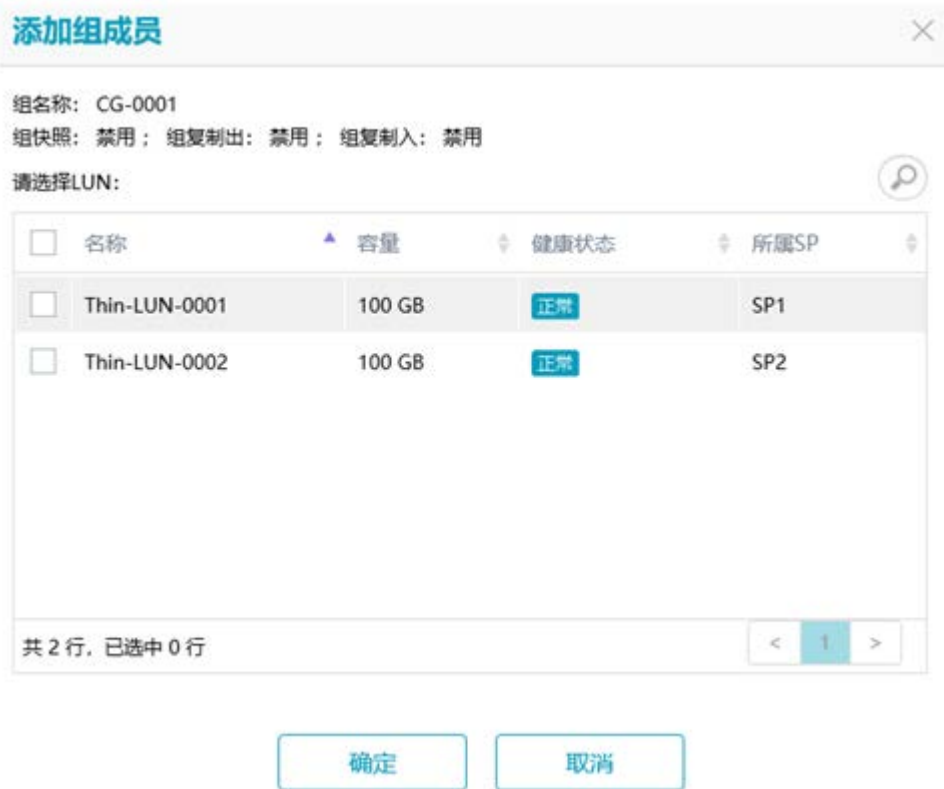 添加组成员
组名称： CG-0001
组快照： 禁用； 组复制出： 禁用； 组复制入： 禁用
请选择LUN：
名称 容量 健康状态 所属SP
Thin-LUN-0001 100 GB 正常 SP1
Thin-LUN-0002 100 GB 正常 SP2
共 2 行，已选中 0 行 < 1 >
确定 取消